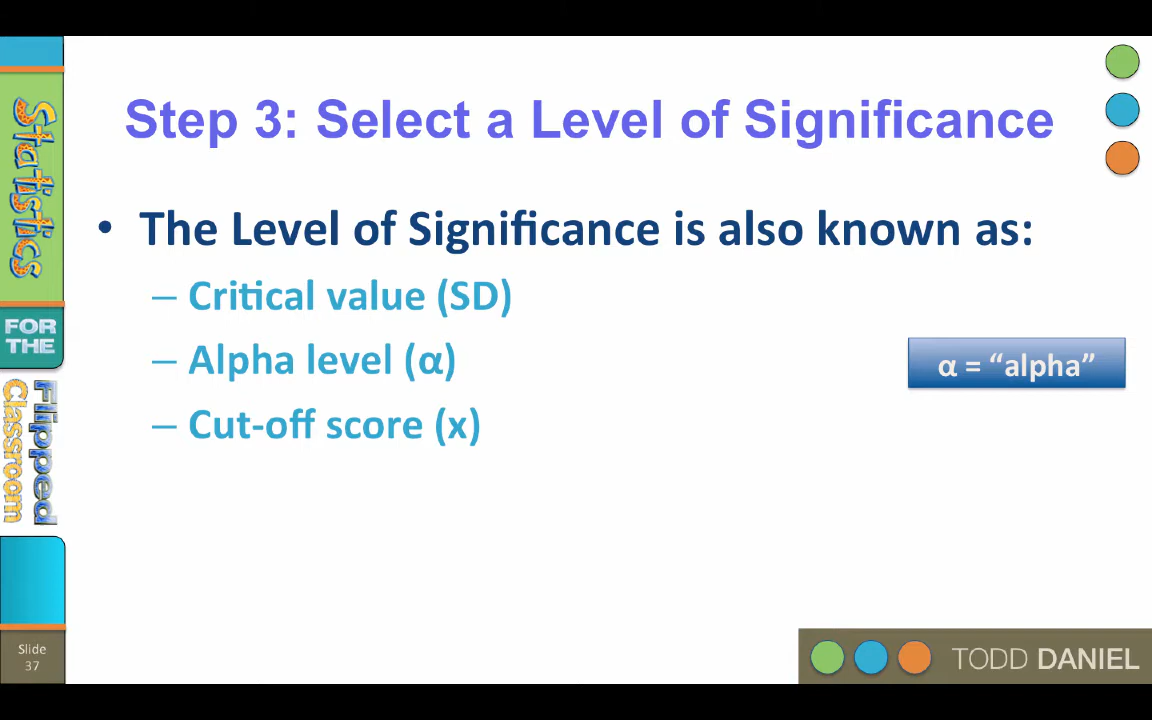 Step 3: Select a Level of Significance
• The Level of Significance is also known as:
– Critical value (SD)
– Alpha level (α)
– Cut-off score (x)
α = “alpha”
Statistics
FOR THE
Flipped
Classroom
Slide
37
TODD DANIEL